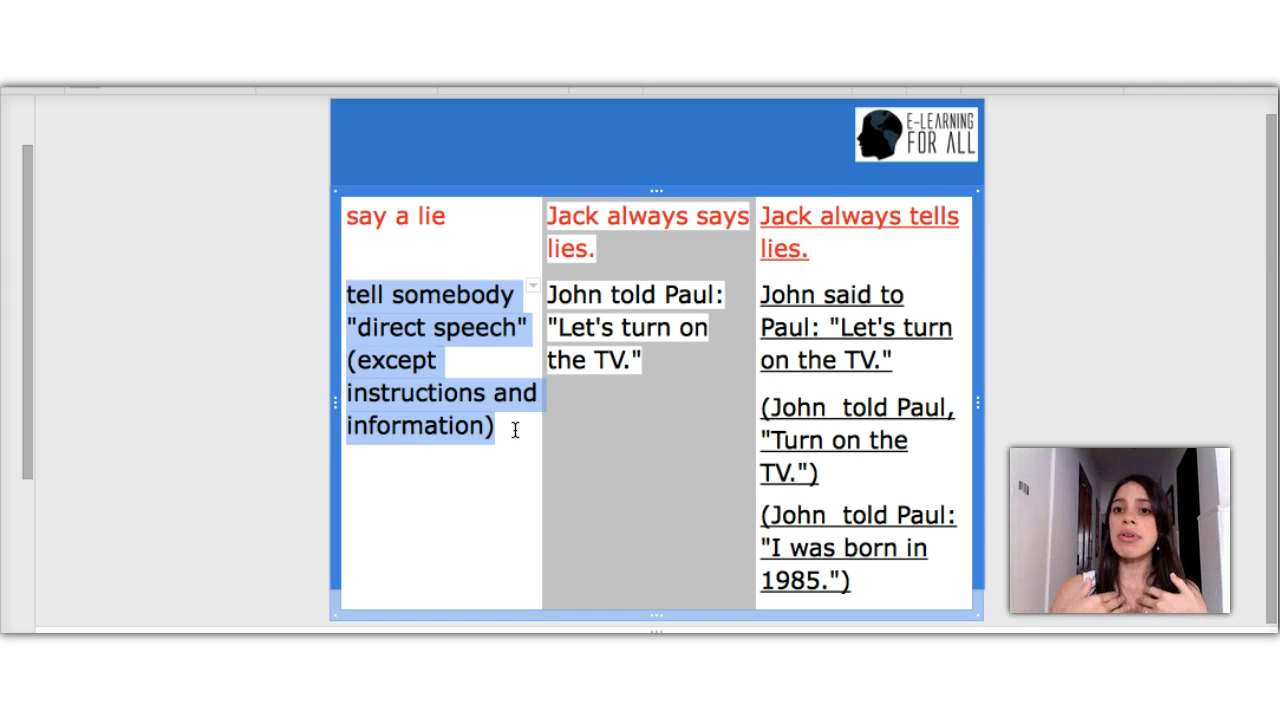 E-LEARNING
FOR ALL
say a lie
Jack always says
lies.
Jack always tells
lies.
tell somebody
"direct speech"
(except
instructions and
information)
John told Paul:
"Let's turn on
the TV."
John said to
Paul: "Let's turn
on the TV."
(John told Paul,
"Turn on the
TV.")
(John told Paul:
"I was born in
1985.")